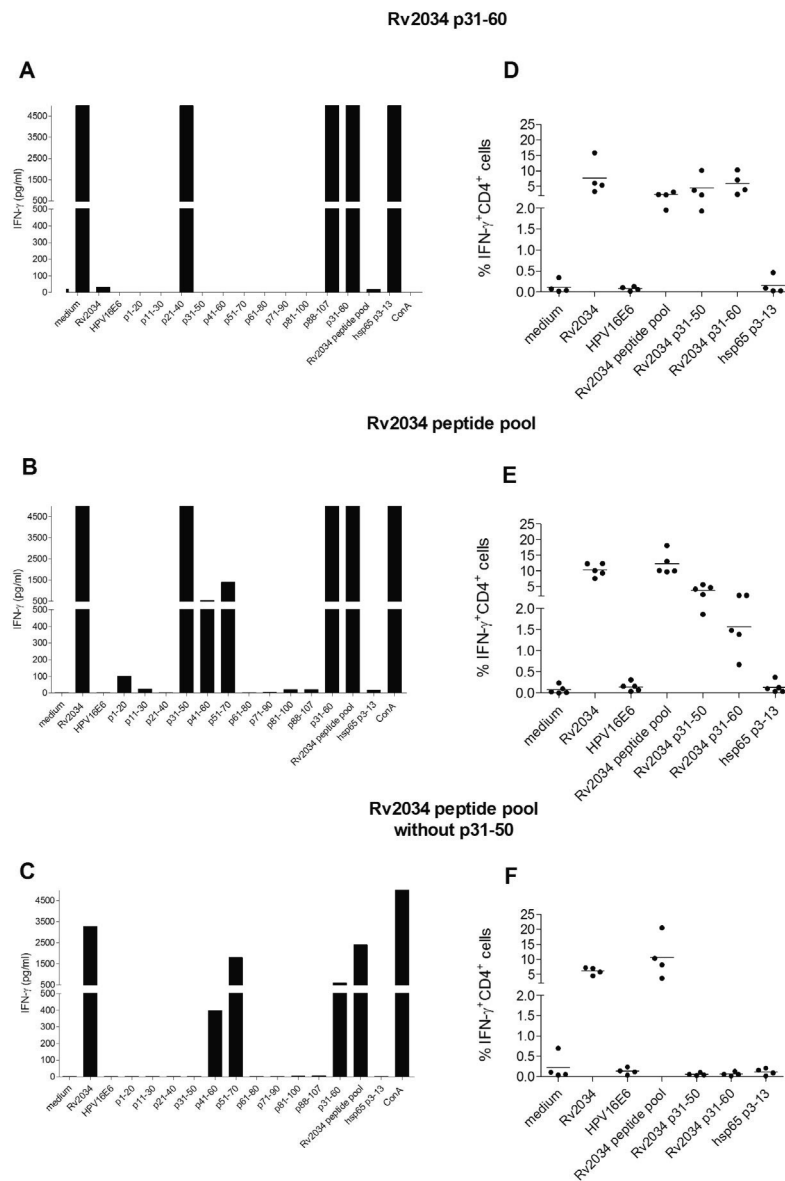 Rv2034 p31-60
A
IFN-γ (pg/ml)
4500
3500
2500
1500
500
500
400
300
200
100
0
medium
Rv2034
HPV16E6
p1-20
p11-30
p21-40
p31-50
p41-60
p51-70
p61-80
p71-90
p81-100
p88-107
p31-60
Rv2034 peptide pool
hsp65 p3-13
ConA
D
% IFN-γ+CD4+ cells
25
20
15
10
5
2.0
1.5
1.0
0.5
0.0
medium
Rv2034
HPV16E6
Rv2034 peptide pool
Rv2034 p31-50
Rv2034 p31-60
hsp65 p3-13
Rv2034 peptide pool
B
IFN-γ (pg/ml)
4500
3500
2500
1500
500
500
400
300
200
100
0
medium
Rv2034
HPV16E6
p1-20
p11-30
p21-40
p31-50
p41-60
p51-70
p61-80
p71-90
p81-100
p88-107
p31-60
Rv2034 peptide pool
hsp65 p3-13
ConA
E
% IFN-γ+CD4+ cells
25
20
15
10
5
2.0
1.5
1.0
0.5
0.0
medium
Rv2034
HPV16E6
Rv2034 peptide pool
Rv2034 p31-50
Rv2034 p31-60
hsp65 p3-13
Rv2034 peptide pool
without p31-50
C
IFN-γ (pg/ml)
4500
3500
2500
1500
500
500
400
300
200
100
0
medium
Rv2034
HPV16E6
p1-20
p11-30
p21-40
p31-50
p41-60
p51-70
p61-80
p71-90
p81-100
p88-107
p31-60
Rv2034 peptide pool
hsp65 p3-13
ConA
F
% IFN-γ+CD4+ cells
25
20
15
10
5
2.0
1.5
1.0
0.5
0.0
medium
Rv2034
HPV16E6
Rv2034 peptide pool
Rv2034 p31-50
Rv2034 p31-60
hsp65 p3-13